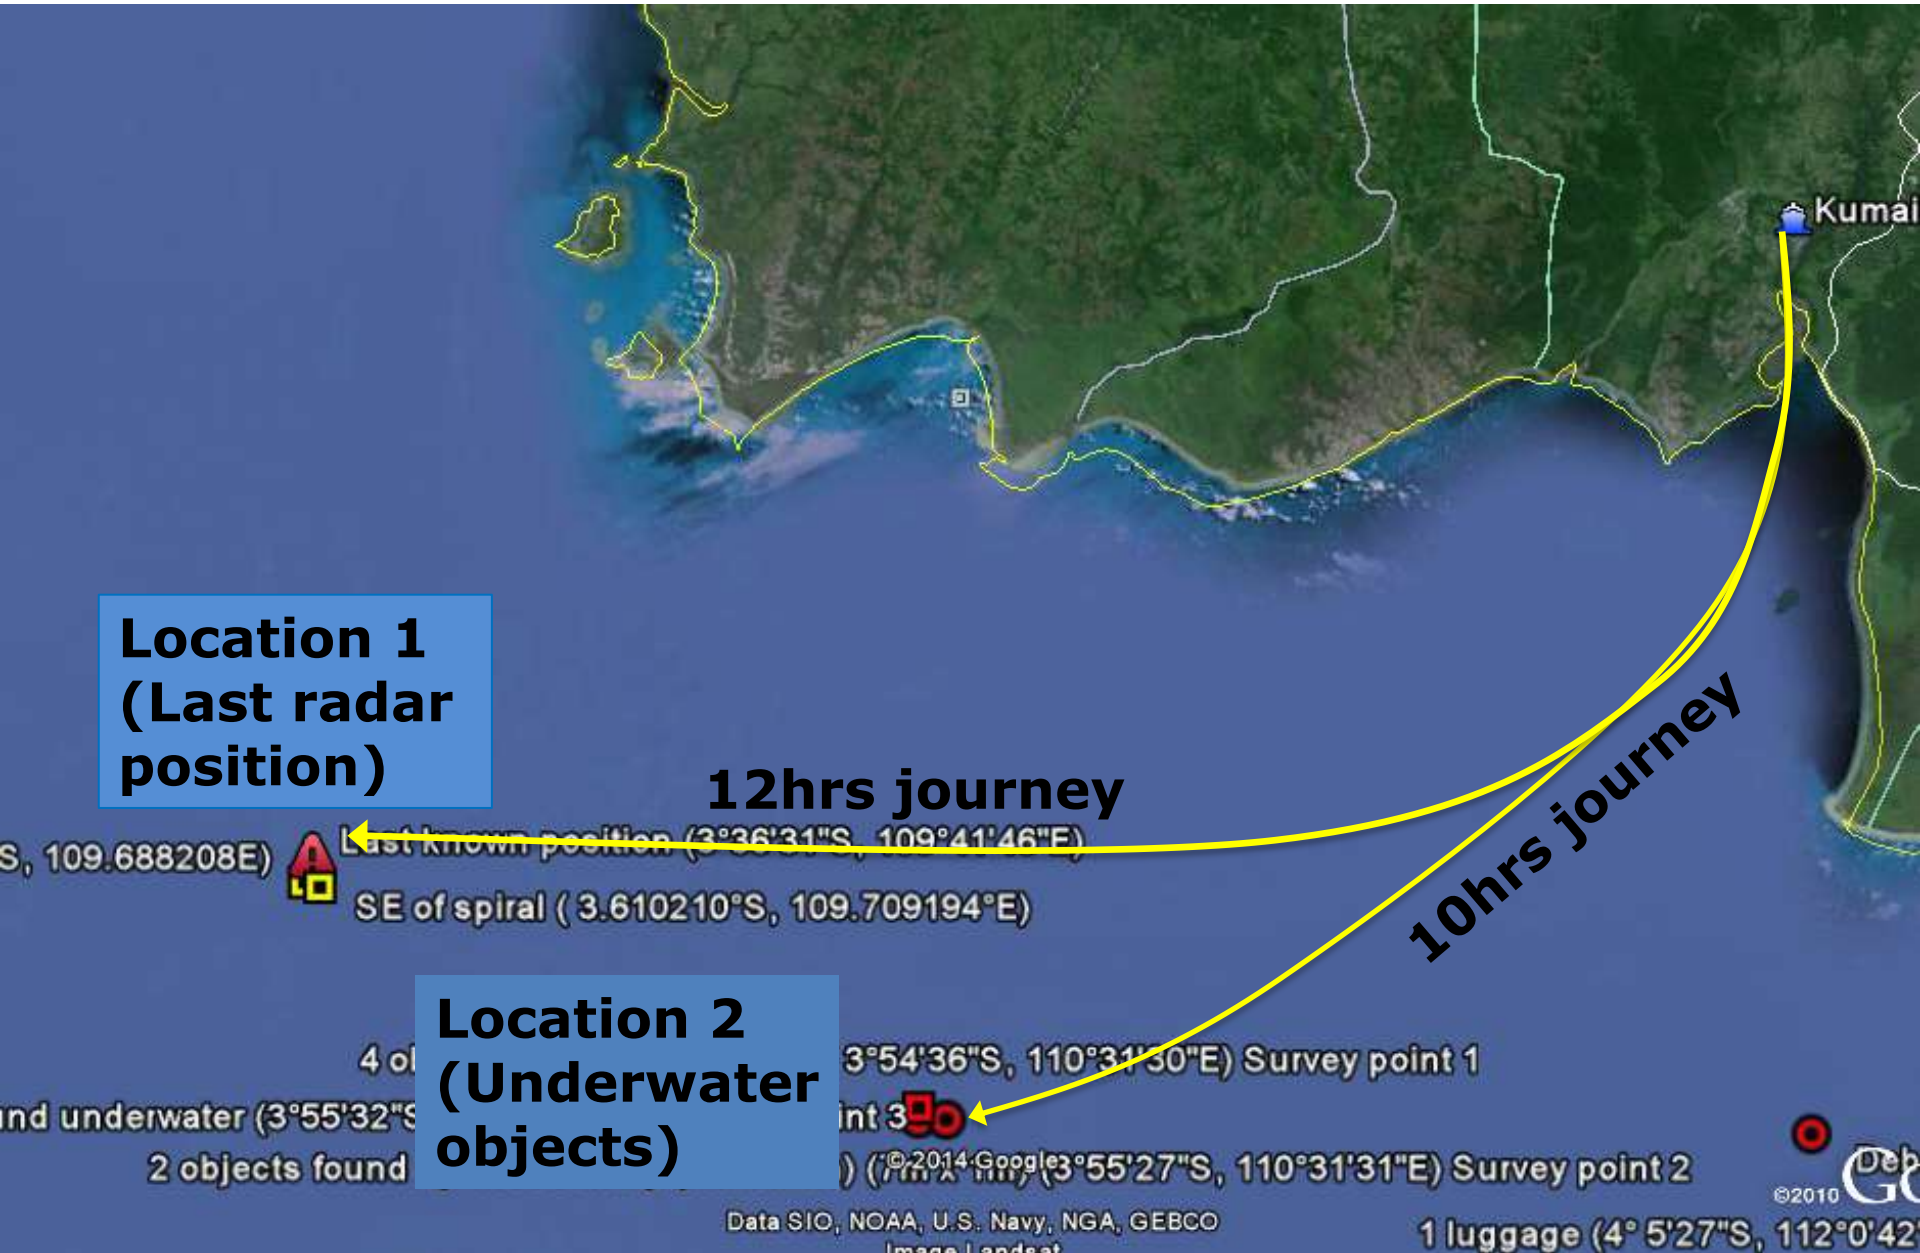 Kumai
Location 1
(Last radar
position)
12hrs journey
10hrs journey
Last known position (3°36'31"S, 109°41'46"E)
S, 109.688208E)
SE of spiral ( 3.610210°S, 109.709194°E)
Location 2
(Underwater
objects)
4 ol 3°54'36"S, 110°31'30"E) Survey point 1
nd underwater (3°55'32"S int 3
2 objects found ) ( 3°55'27"S, 110°31'31"E) Survey point 2
© 2014 Google
Deb
©2010 Go
Data SIO, NOAA, U.S. Navy, NGA, GEBCO
1 luggage (4° 5'27"S, 112°0'42"
Image Landsat